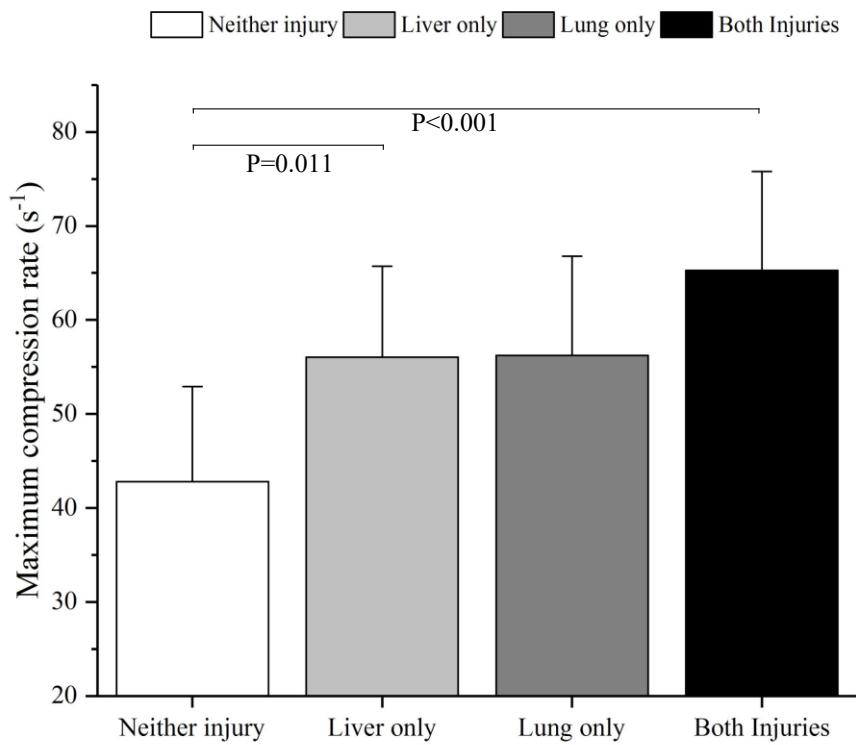 Neither injury Liver only Lung only Both Injuries
P<0.001
P=0.011
Maximum compression rate (s⁻¹)
80
70
60
50
40
30
20
Neither injury Liver only Lung only Both Injuries